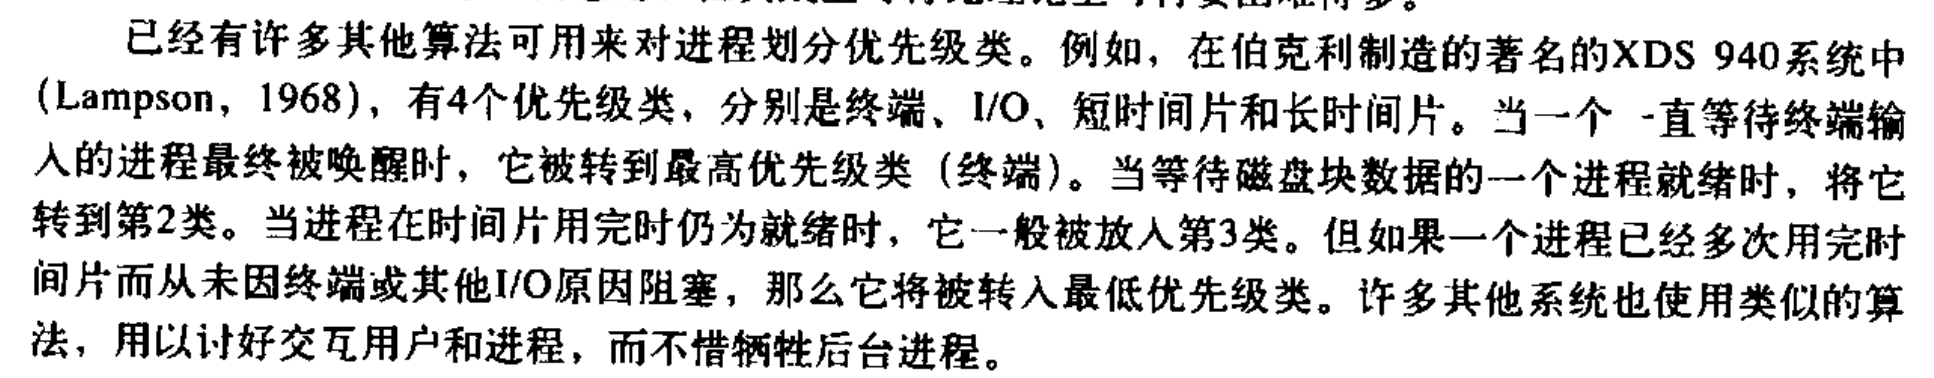 已经有许多其他算法可用来对进程划分优先级类。例如，在伯克利制造的著名的XDS 940系统中
(Lampson，1968)，有4个优先级类，分别是终端、I/O、短时间片和长时间片。当一个一直等待终端输
入的进程最终被唤醒时，它被转到最高优先级类（终端）。当等待磁盘块数据的一个进程就绪时，将它
转到第2类。当进程在时间片用完时仍为就绪时，它一般被放入第3类。但如果一个进程已经多次用完时
间片而从未因终端或其他I/O原因阻塞，那么它将被转入最低优先级类。许多其他系统也使用类似的算
法，用以讨好交互用户和进程，而不惜牺牲后台进程。